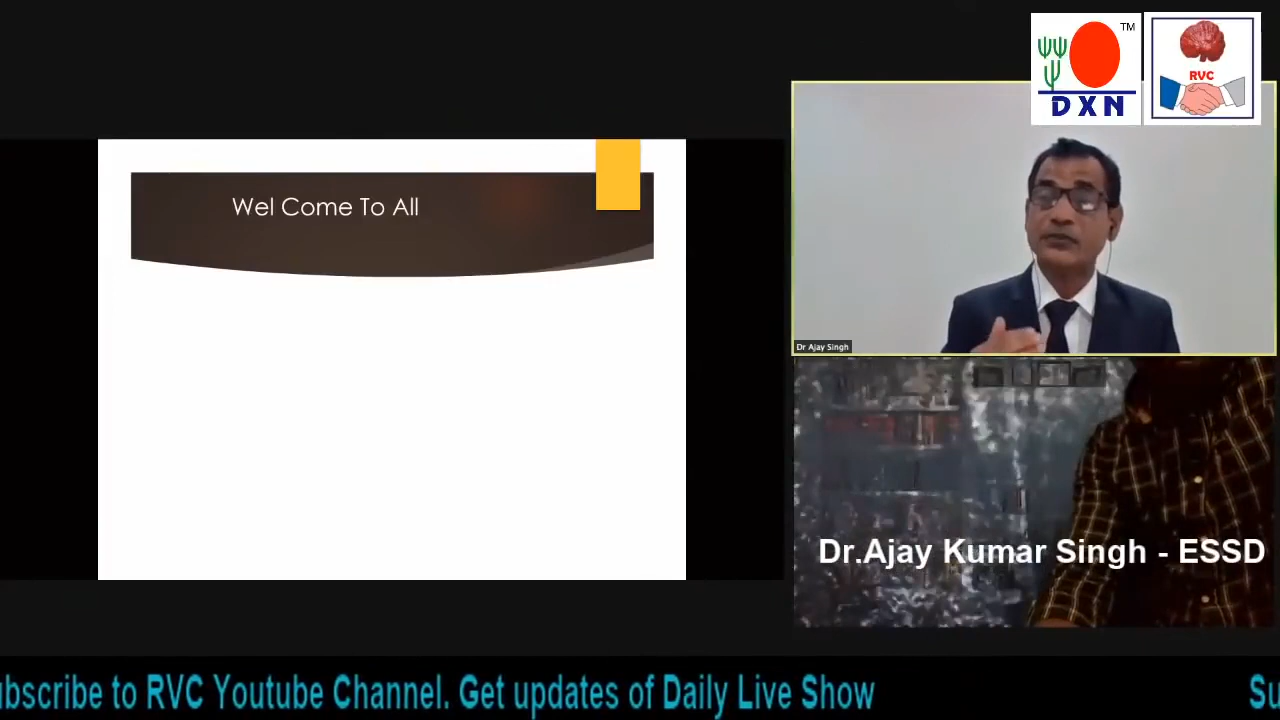 TM
DXN
RVC
Wel Come To All
Dr Ajay Singh
Dr.Ajay Kumar Singh - ESSD
ubscribe to RVC Youtube Channel. Get updates of Daily Live Show
Su